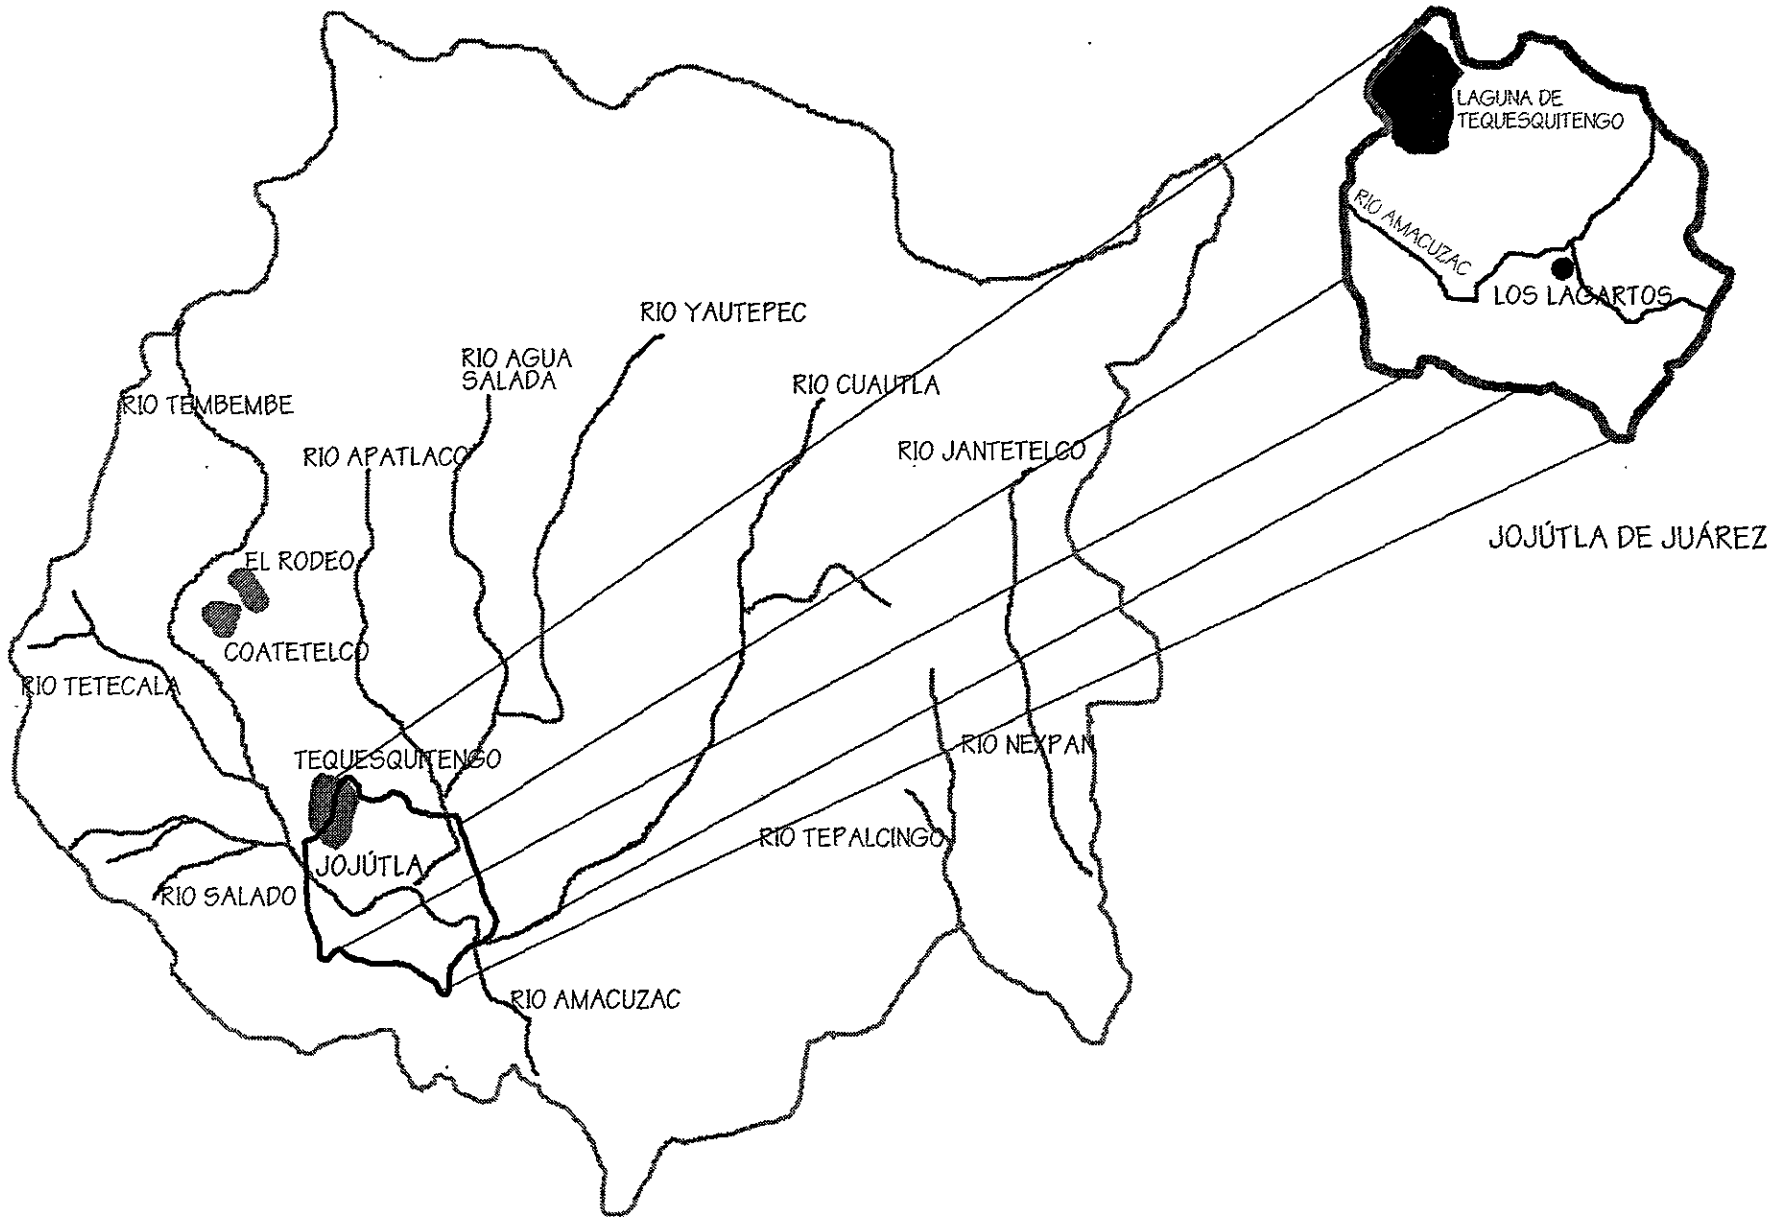 LAGUNA DE
TEQUESQUITENGO
RIO AMACUZAC
LOS LAGARTOS
RIO YAUTEPEC
RIO AGUA
SALADA
RIO CUAUTLA
RIO TEMBEMBE
RIO APATLACO
RIO JANTETELCO
JOJÚTLA DE JUÁREZ
EL RODEO
COATETELCO
RIO TETECALA
TEQUESQUITENGO
RIO NEXPAN
RIO TEPALCINGO
JOJÚTLA
RIO SALADO
RIO AMACUZAC